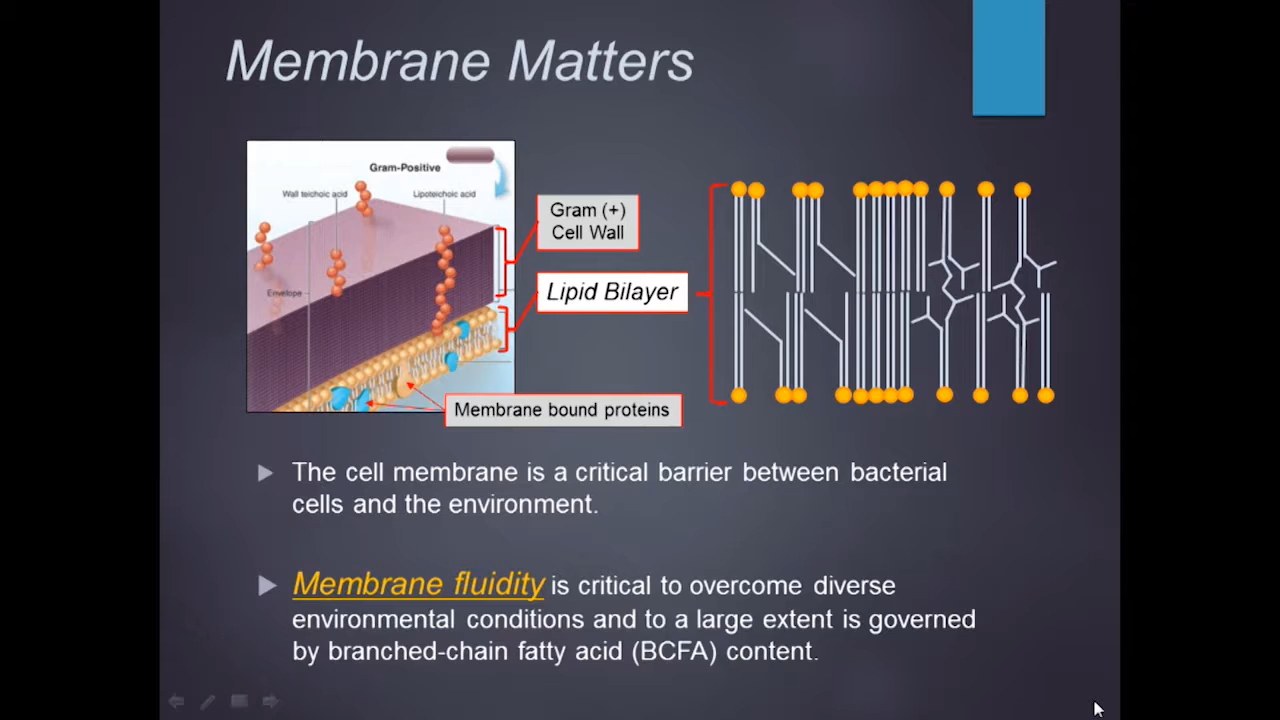 Membrane Matters
Gram-Positive
Wall teichoic acid
Lipoteichoic acid
Envelope
Gram (+)
Cell Wall
Lipid Bilayer
Membrane bound proteins
The cell membrane is a critical barrier between bacterial
cells and the environment.
Membrane fluidity is critical to overcome diverse
environmental conditions and to a large extent is governed
by branched-chain fatty acid (BCFA) content.